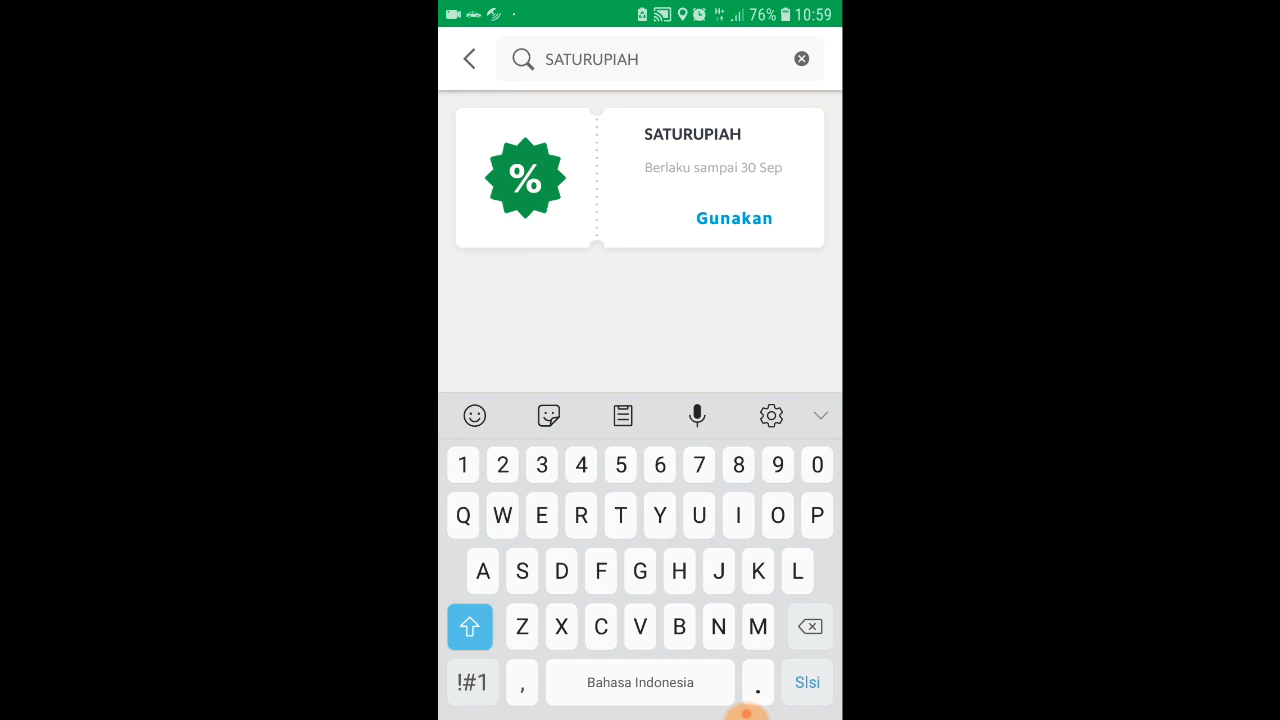 H+ 76% 10:59
SATURUPIAH
SATURUPIAH
Berlaku sampai 30 Sep
%
Gunakan
1 2 3 4 5 6 7 8 9 0
Q W E R T Y U I O P
A S D F G H J K L
Z X C V B N M
!#1 , Bahasa Indonesia . Slsi